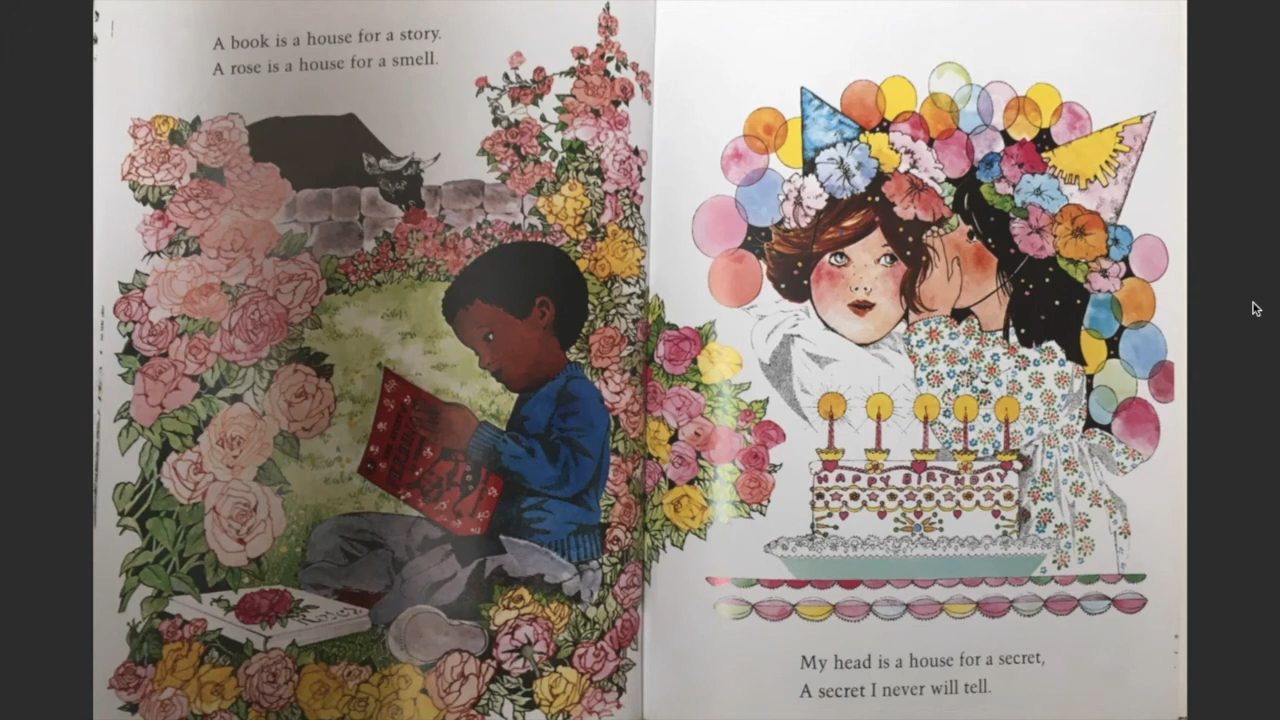 A book is a house for a story.
A rose is a house for a smell.
Roses
HAPPY BIRTHDAY
My head is a house for a secret,
A secret I never will tell.